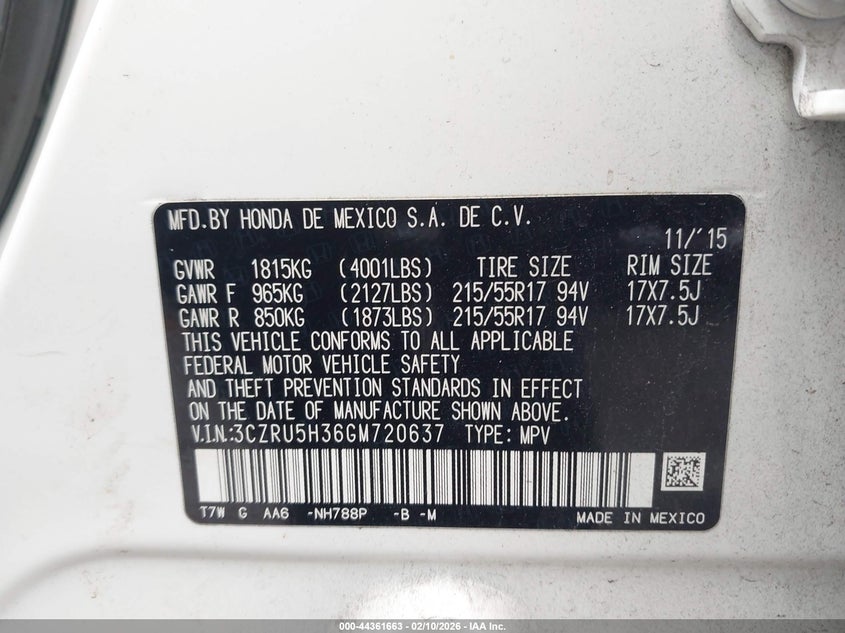 MFD.BY HONDA DE MEXICO S.A. DE C.V.
11/'15
GVWR 1815KG (4001LBS) TIRE SIZE RIM SIZE
GAWR F 965KG (2127LBS) 215/55R17 94V 17X7.5J
GAWR R 850KG (1873LBS) 215/55R17 94V 17X7.5J
THIS VEHICLE CONFORMS TO ALL APPLICABLE
FEDERAL MOTOR VEHICLE SAFETY
AND THEFT PREVENTION STANDARDS IN EFFECT
ON THE DATE OF MANUFACTURE SHOWN ABOVE.
V.I.N.:3CZRU5H36GM720637 TYPE: MPV
T7W G AA6 -NH788P -B -M MADE IN MEXICO
000-44361663 - 02/10/2026 - IAA Inc.